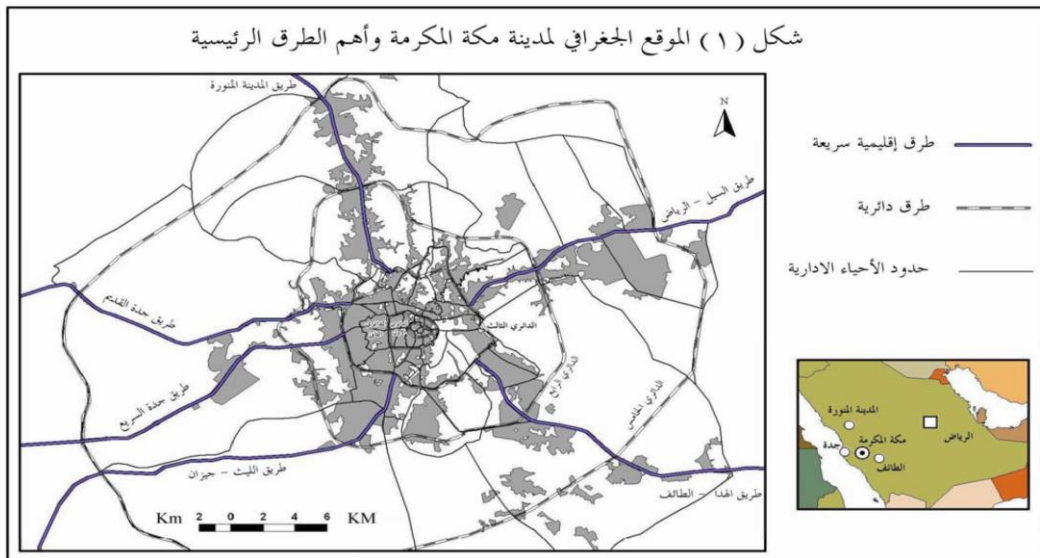 شكل (١) الموقع الجغرافي لمدينة مكة المكرمة وأهم الطرق الرئيسية
طريق المدينة المنورة
N
طرق إقليمية سريعة
طريق السيل - الرياض
طرق دائرية
حدود الأحياء الادارية
طريق جدة القديم
الدائري الثالث
الدائري الرابع
الدائري الخامس
طريق جدة السريع
طريق الليث - جيزان
طريق الهدا - الطائف
Km 2 0 2 4 6 KM
المدينة المنورة
الرياض
مكة المكرمة
جدة
الطائف